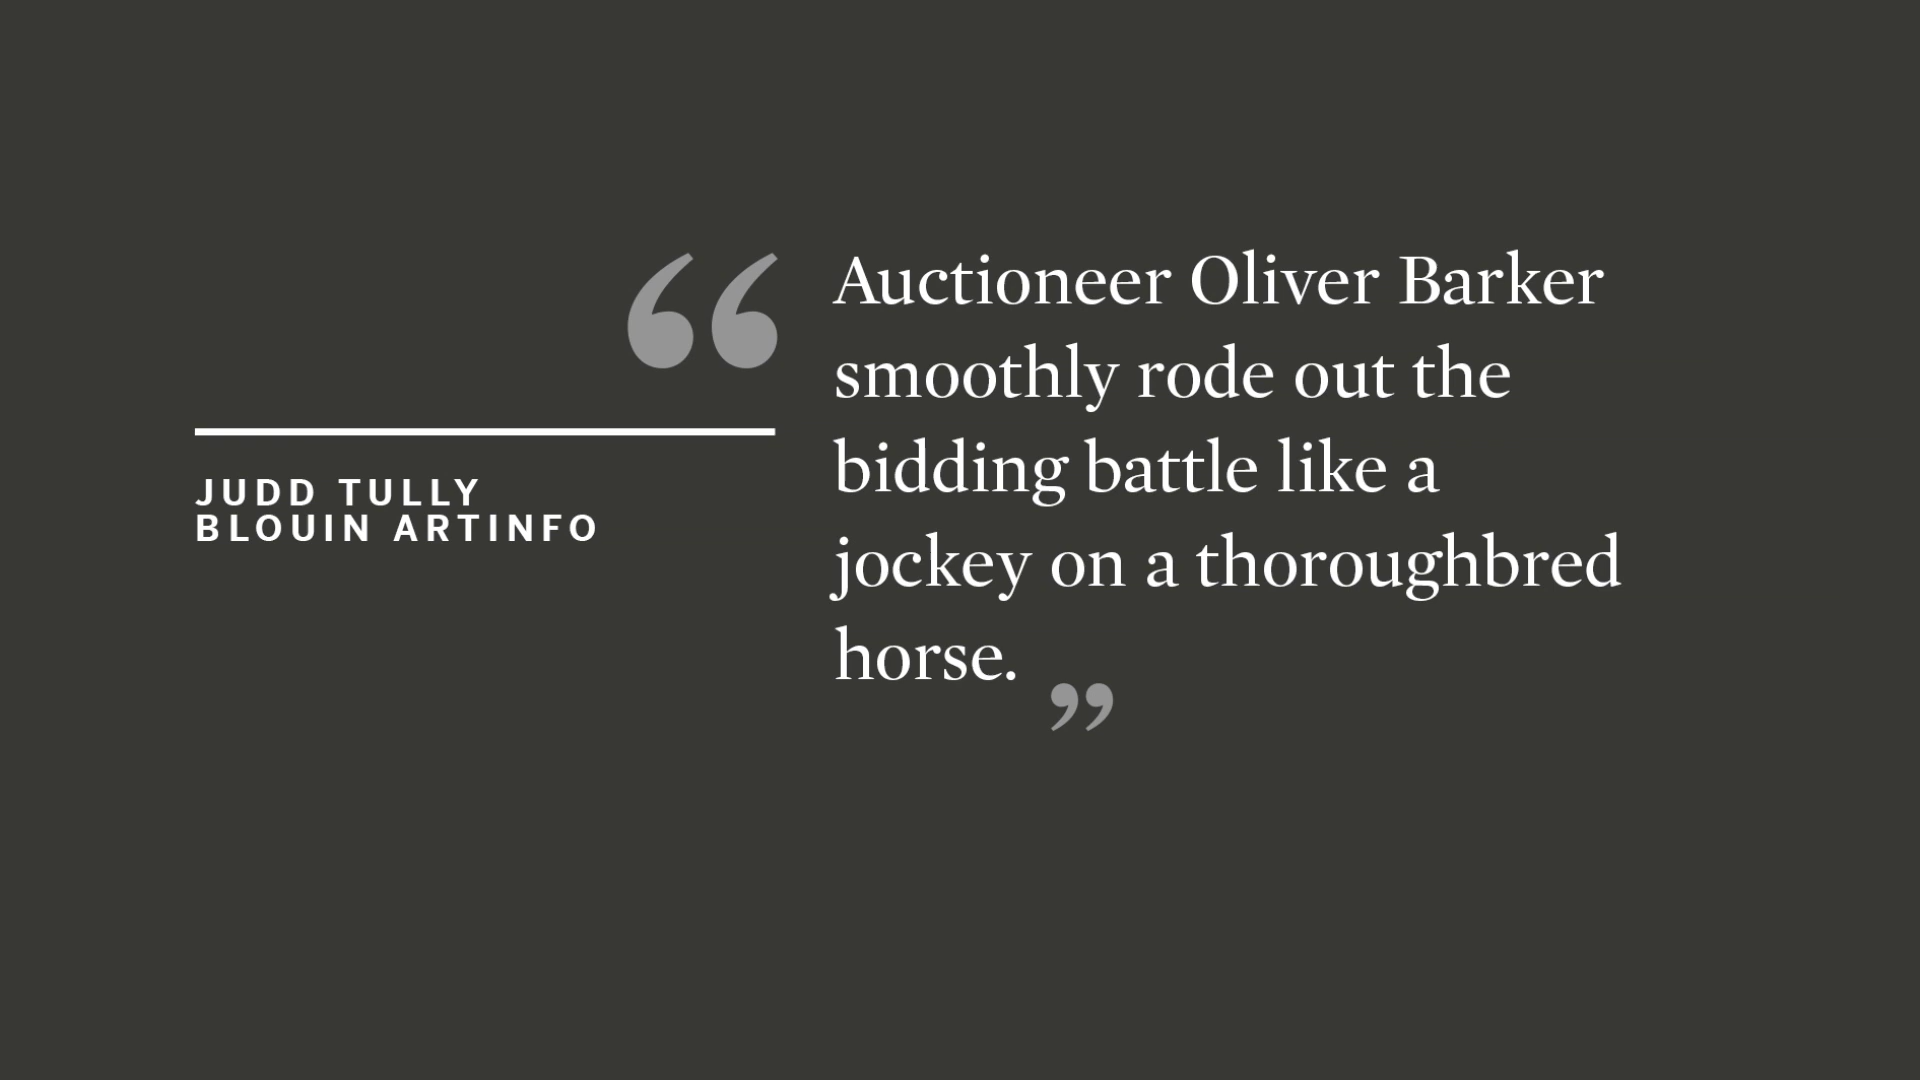 “
Auctioneer Oliver Barker
smoothly rode out the
bidding battle like a
jockey on a thoroughbred
horse.
”
JUDD TULLY
BLOUIN ARTINFO